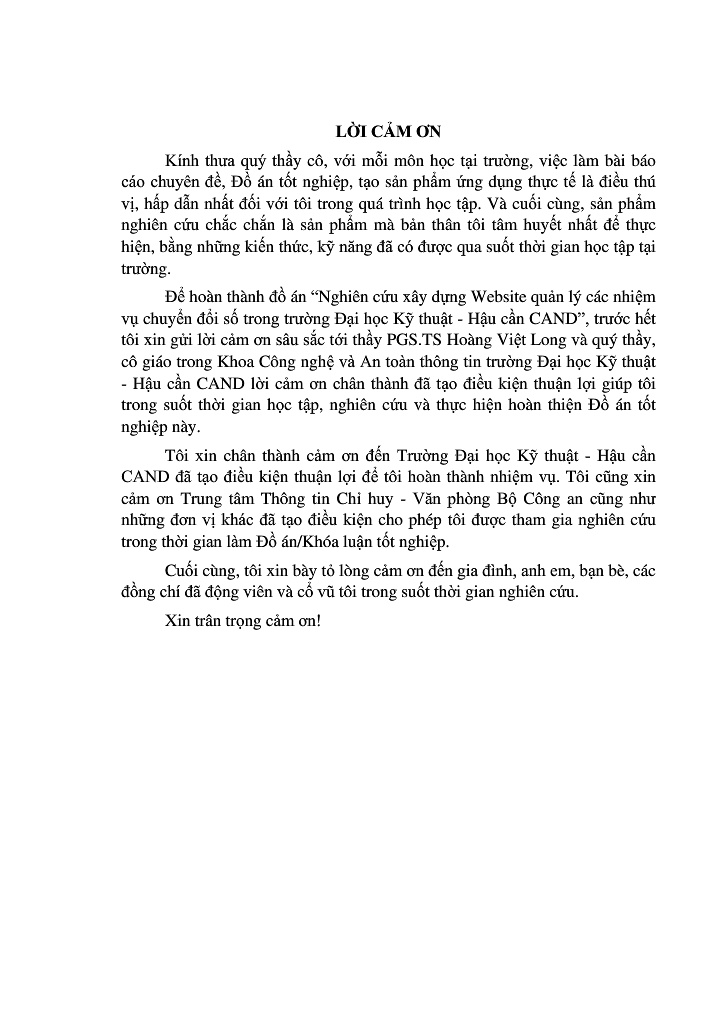 LỜI CẢM ƠN
Kính thưa quý thầy cô, với mỗi môn học tại trường, việc làm bài báo
cáo chuyên đề, Đồ án tốt nghiệp, tạo sản phẩm ứng dụng thực tế là điều thú
vị, hấp dẫn nhất đối với tôi trong quá trình học tập. Và cuối cùng, sản phẩm
nghiên cứu chắc chắn là sản phẩm mà bản thân tôi tâm huyết nhất để thực
hiện, bằng những kiến thức, kỹ năng đã có được qua suốt thời gian học tập tại
trường.
Để hoàn thành đồ án “Nghiên cứu xây dựng Website quản lý các nhiệm
vụ chuyển đổi số trong trường Đại học Kỹ thuật - Hậu cần CAND”, trước hết
tôi xin gửi lời cảm ơn sâu sắc tới thầy PGS.TS Hoàng Việt Long và quý thầy,
cô giáo trong Khoa Công nghệ và An toàn thông tin trường Đại học Kỹ thuật
- Hậu cần CAND lời cảm ơn chân thành đã tạo điều kiện thuận lợi giúp tôi
trong suốt thời gian học tập, nghiên cứu và thực hiện hoàn thiện Đồ án tốt
nghiệp này.
Tôi xin chân thành cảm ơn đến Trường Đại học Kỹ thuật - Hậu cần
CAND đã tạo điều kiện thuận lợi để tôi hoàn thành nhiệm vụ. Tôi cũng xin
cảm ơn Trung tâm Thông tin Chỉ huy - Văn phòng Bộ Công an cũng như
những đơn vị khác đã tạo điều kiện cho phép tôi được tham gia nghiên cứu
trong thời gian làm Đồ án/Khóa luận tốt nghiệp.
Cuối cùng, tôi xin bày tỏ lòng cảm ơn đến gia đình, anh em, bạn bè, các
đồng chí đã động viên và cổ vũ tôi trong suốt thời gian nghiên cứu.
Xin trân trọng cảm ơn!